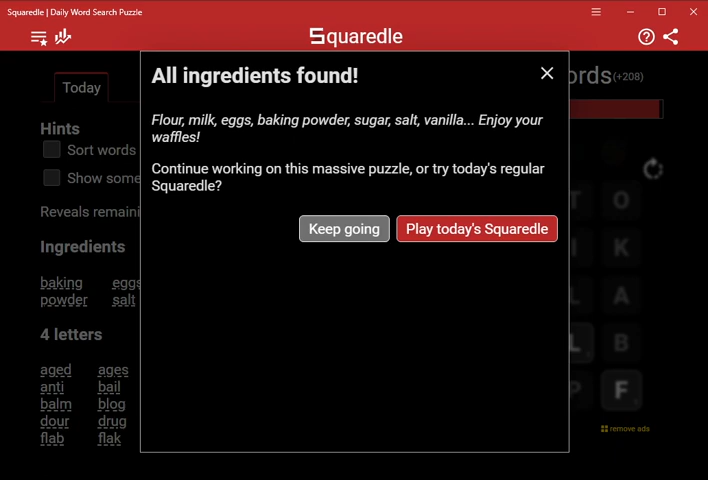 Squaredle | Daily Word Search Puzzle
Squaredle
All ingredients found!
ords (+208)
Today
Flour, milk, eggs, baking powder, sugar, salt, vanilla... Enjoy your
waffles!
Hints
Sort words
Continue working on this massive puzzle, or try today's regular
Squaredle?
Show some
Reveals remaini
Keep going
Play today's Squaredle
Ingredients
baking eggs
powder salt
4 letters
aged ages
anti bail
balm blog
dour drug
flab flak
T O
K
A
L B
P F
remove ads